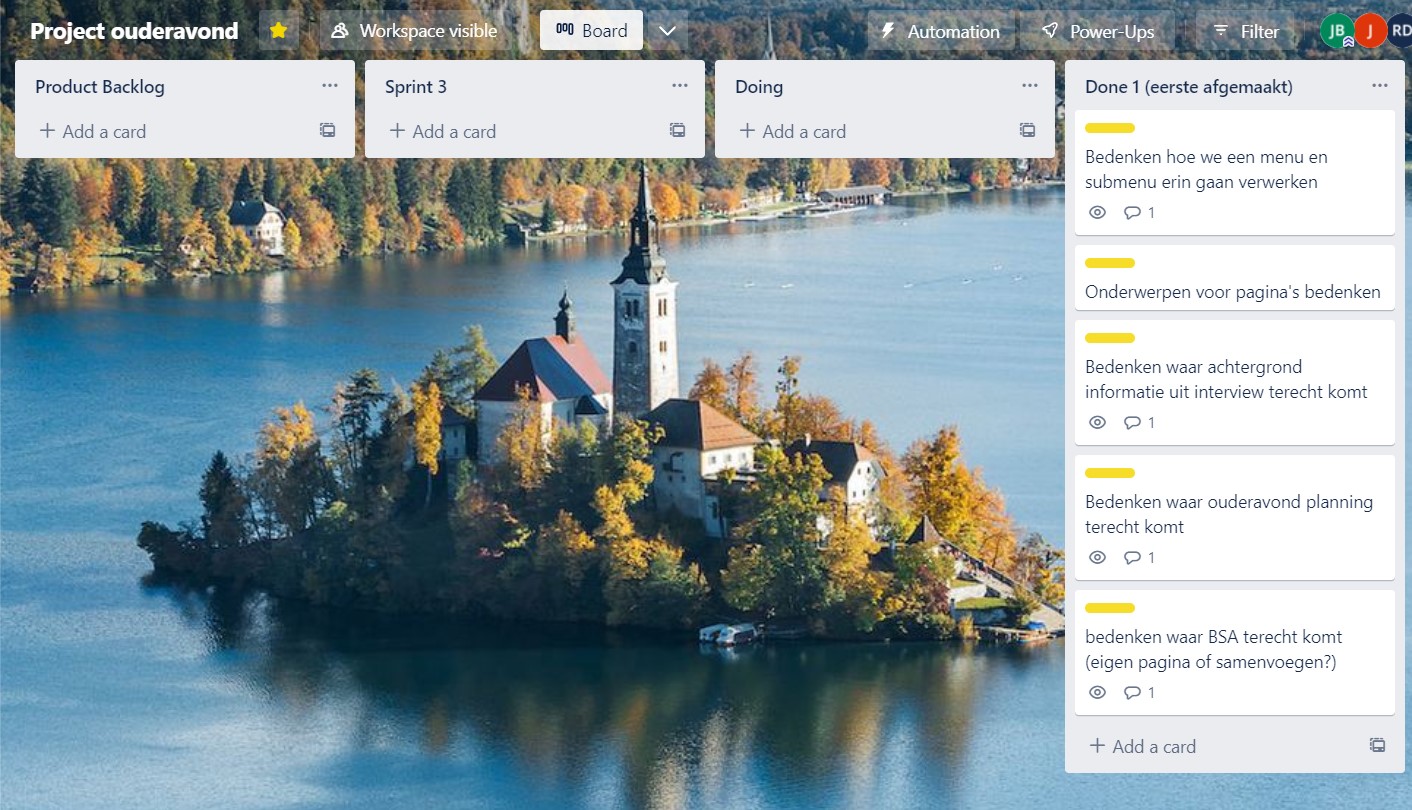 Project ouderavond
Workspace visible
Board
Automation
Power-Ups
Filter
JB
J
RD
Product Backlog
Add a card
Sprint 3
Add a card
Doing
Add a card
Done 1 (eerste afgemaakt)
Bedenken hoe we een menu en
submenu erin gaan verwerken
1
Onderwerpen voor pagina's bedenken
Bedenken waar achtergrond
informatie uit interview terecht komt
1
Bedenken waar ouderavond planning
terecht komt
1
bedenken waar BSA terecht komt
(eigen pagina of samenvoegen?)
1
Add a card